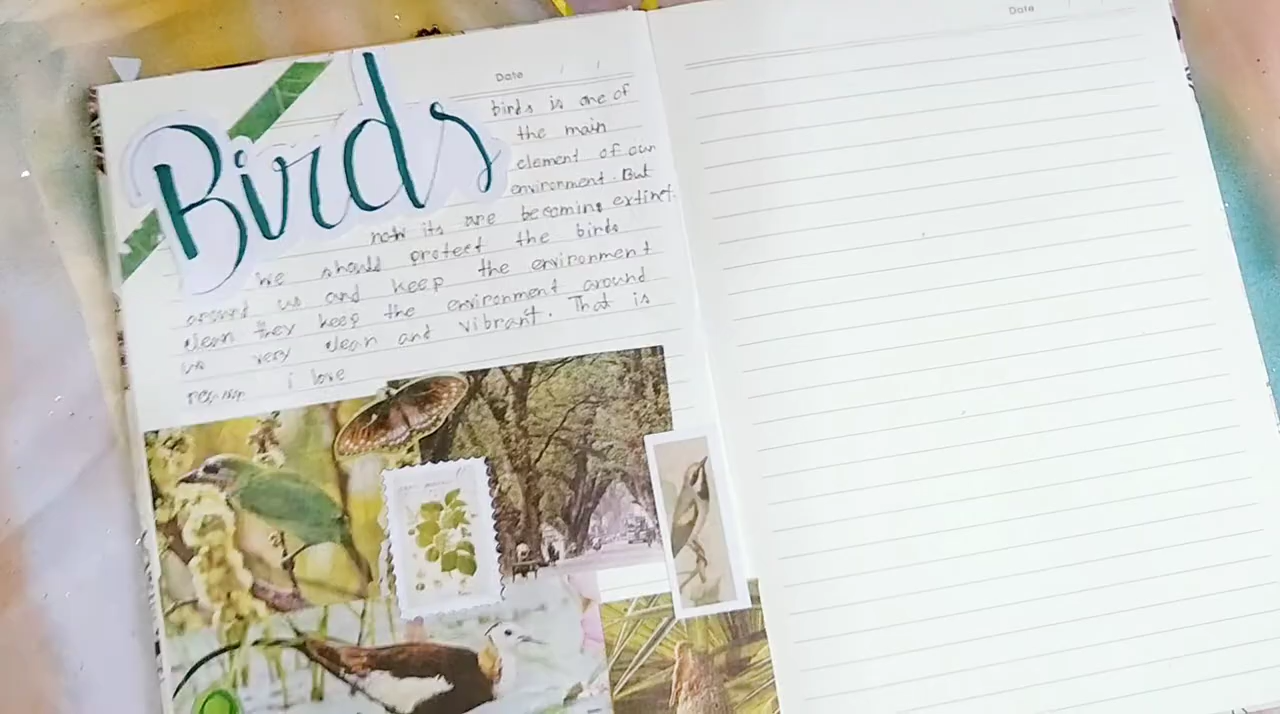 Date / /
Date / /
Birds
birds is one of
the main
element of our
environment. But
now its are becoming extinct.
We should protect the birds
around us and keep the environment
clean they keep the environment around
us very clean and vibrant. That is
reason i love